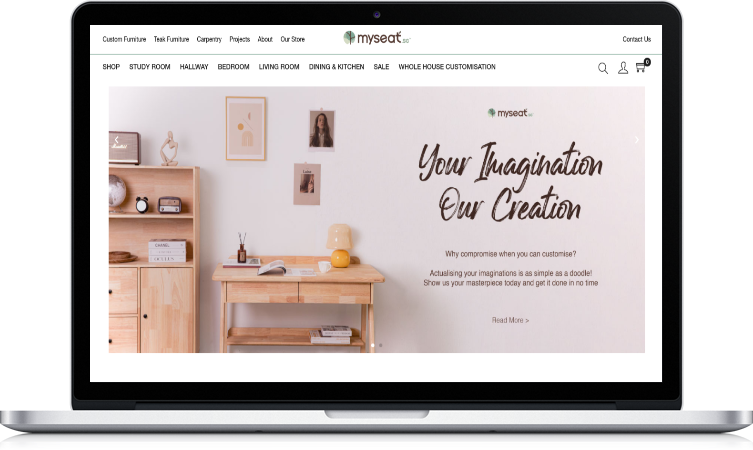 Custom Furniture Teak Furniture Carpentry Projects About Our Store
myseat.sg
Contact Us
SHOP STUDY ROOM HALLWAY BEDROOM LIVING ROOM DINING & KITCHEN SALE WHOLE HOUSE CUSTOMISATION
0
myseat.sg
Your Imagination
Our Creation
Why compromise when you can customise?
Actualising your imaginations is as simple as a doodle!
Show us your masterpiece today and get it done in no time
Read More >
CHANEL